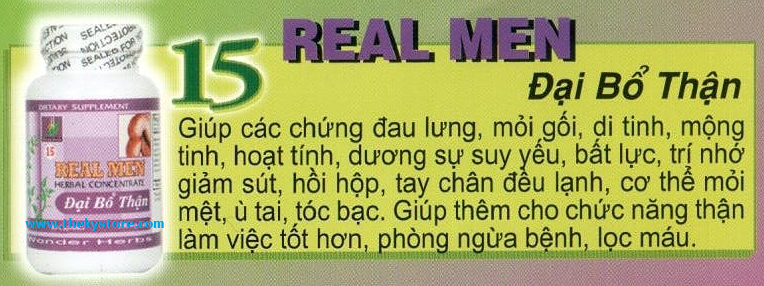 15
REAL MEN
Đại Bổ Thận
Giúp các chứng đau lưng, mỏi gối, di tinh, mộng
tinh, hoạt tính, dương sự suy yếu, bất lực, trí nhớ
giảm sút, hồi hộp, tay chân đều lạnh, cơ thể mỏi
mệt, ù tai, tóc bạc. Giúp thêm cho chức năng thận
làm việc tốt hơn, phòng ngừa bệnh, lọc máu.
DIETARY SUPPLEMENT
15
REAL MEN
HERBAL CONCENTRATE
Đại Bổ Thận
www.thekystore.com
Wonder Herbs